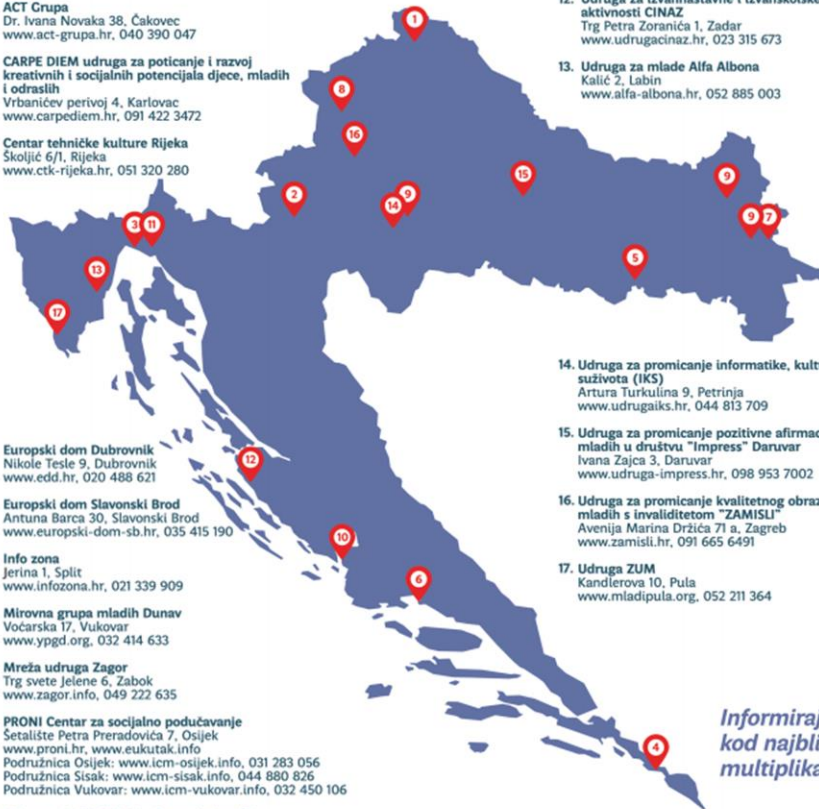 ACT Grupa
Dr. Ivana Novaka 38, Čakovec
www.act-grupa.hr, 040 390 047
CARPE DIEM udruga za poticanje i razvoj
kreativnih i socijalnih potencijala djece, mladih
i odraslih
Vrbanićev perivoj 4, Karlovac
www.carpediem.hr, 091 422 3472
Centar tehničke kulture Rijeka
Školjić 6/1, Rijeka
www.ctk-rijeka.hr, 051 320 280
12. Udruga za izvannastavne i izvanškolske
aktivnosti CINAZ
Trg Petra Zoranića 1, Zadar
www.udrugacinaz.hr, 023 315 673
13. Udruga za mlade Alfa Albona
Kalić 2, Labin
www.alfa-albona.hr, 052 885 003
1
8
16
2
14
9
15
9
9
7
3
11
5
13
17
12
10
6
4
Europski dom Dubrovnik
Nikole Tesle 9, Dubrovnik
www.edd.hr, 020 488 621
Europski dom Slavonski Brod
Antuna Barca 30, Slavonski Brod
www.europski-dom-sb.hr, 035 415 190
Info zona
Jerina 1, Split
www.infozona.hr, 021 339 909
Mirovna grupa mladih Dunav
Voćarska 17, Vukovar
www.ypgd.org, 032 414 633
Mreža udruga Zagor
Trg svete Jelene 6, Zabok
www.zagor.info, 049 222 635
PRONI Centar za socijalno podučavanje
Šetalište Petra Preradovića 7, Osijek
www.proni.hr, www.eukutak.info
Podružnica Osijek: www.icm-osijek.info, 031 283 056
Podružnica Sisak: www.icm-sisak.info, 044 880 826
Podružnica Vukovar: www.icm-vukovar.info, 032 450 106
14. Udruga za promicanje informatike, kult
suživota (IKS)
Artura Turkulina 9, Petrinja
www.udrugaiks.hr, 044 813 709
15. Udruga za promicanje pozitivne afirmac
mladih u društvu "Impress" Daruvar
Ivana Zajca 3, Daruvar
www.udruga-impress.hr, 098 953 7002
16. Udruga za promicanje kvalitetnog obraz
mladih s invaliditetom "ZAMISLI"
Avenija Marina Držića 71 a, Zagreb
www.zamisli.hr, 091 665 6491
17. Udruga ZUM
Kandlerova 10, Pula
www.mladipula.org, 052 211 364
Informiraj
kod najbli
multiplika